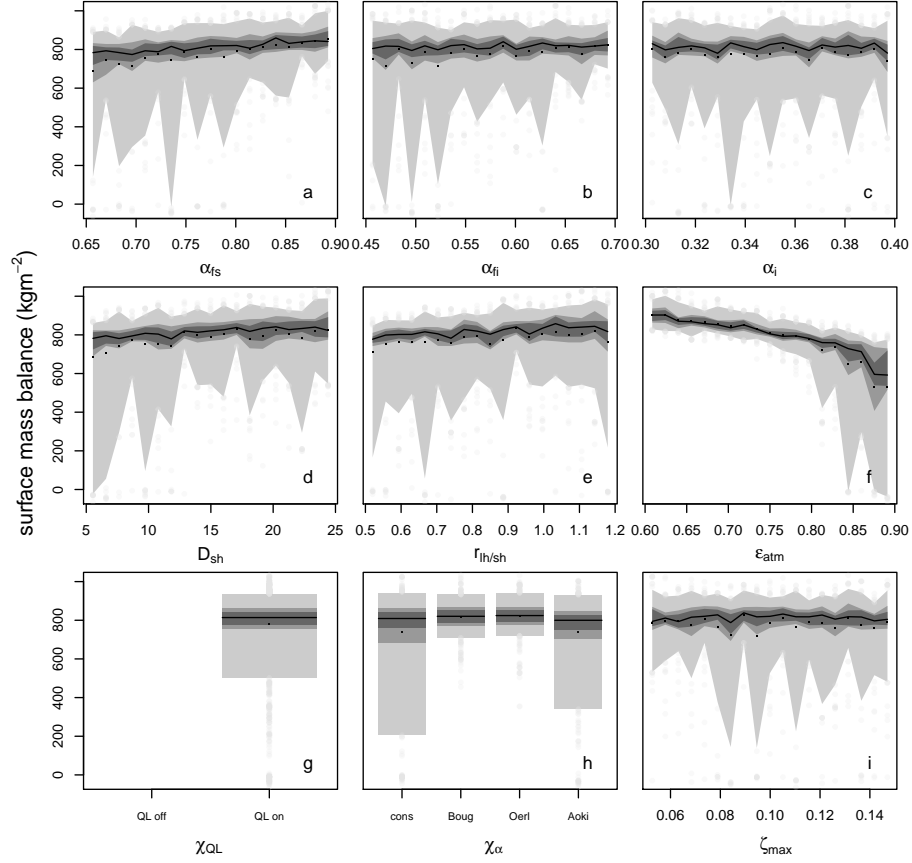 surface mass balance (kgm⁻²)
0 200 400 600 800
a
0.65 0.70 0.75 0.80 0.85 0.90
α_fs
b
0.45 0.50 0.55 0.60 0.65 0.70
α_fi
c
0.30 0.32 0.34 0.36 0.38 0.40
α_i
0 200 400 600 800
d
5 10 15 20 25
D_sh
e
0.5 0.6 0.7 0.8 0.9 1.0 1.1 1.2
r_lh/sh
f
0.60 0.65 0.70 0.75 0.80 0.85 0.90
ε_atm
0 200 400 600 800
g
QL off QL on
χ_QL
h
cons Boug Oerl Aoki
χ_α
i
0.06 0.08 0.10 0.12 0.14
ζ_max